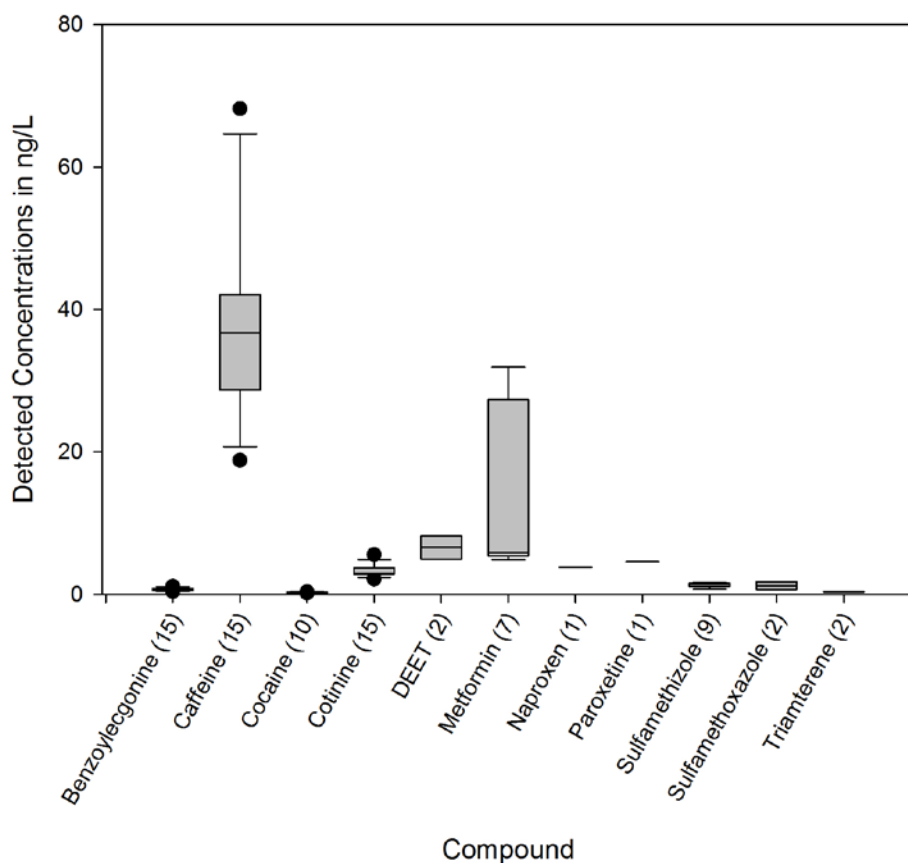 80
60
40
20
0
Detected Concentrations in ng/L
Benzoylecgonine (15)
Caffeine (15)
Cocaine (10)
Cotinine (15)
DEET (2)
Metformin (7)
Naproxen (1)
Paroxetine (1)
Sulfamethizole (9)
Sulfamethoxazole (2)
Triamterene (2)
Compound